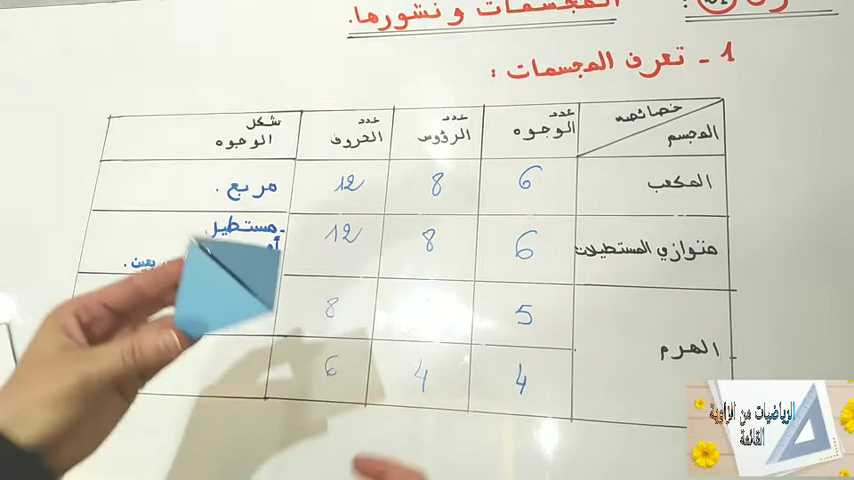 المجسمات ونشورها.
1 - تعرف المجسمات :
خصائصه
المجسم
عدد الوجوه
عدد الرؤوس
عدد الحروف
شكل الوجوه
المكعب
6
8
12
مربع .
متوازي المستطيلات
6
8
12
- مستطيل
الهرم
5
8
4
4
6
الرياضيات من الزاوية
القائمة